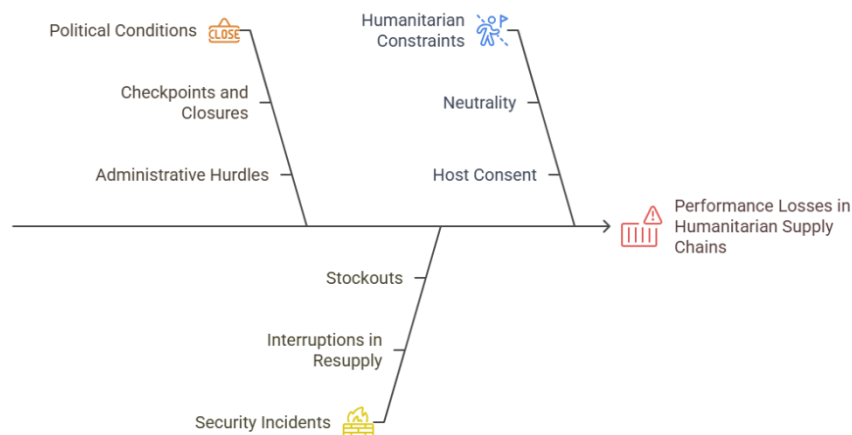 Political Conditions
CLOSE
Checkpoints and
Closures
Administrative Hurdles
Humanitarian
Constraints
Neutrality
Host Consent
Performance Losses in
Humanitarian Supply
Chains
Stockouts
Interruptions in
Resupply
Security Incidents